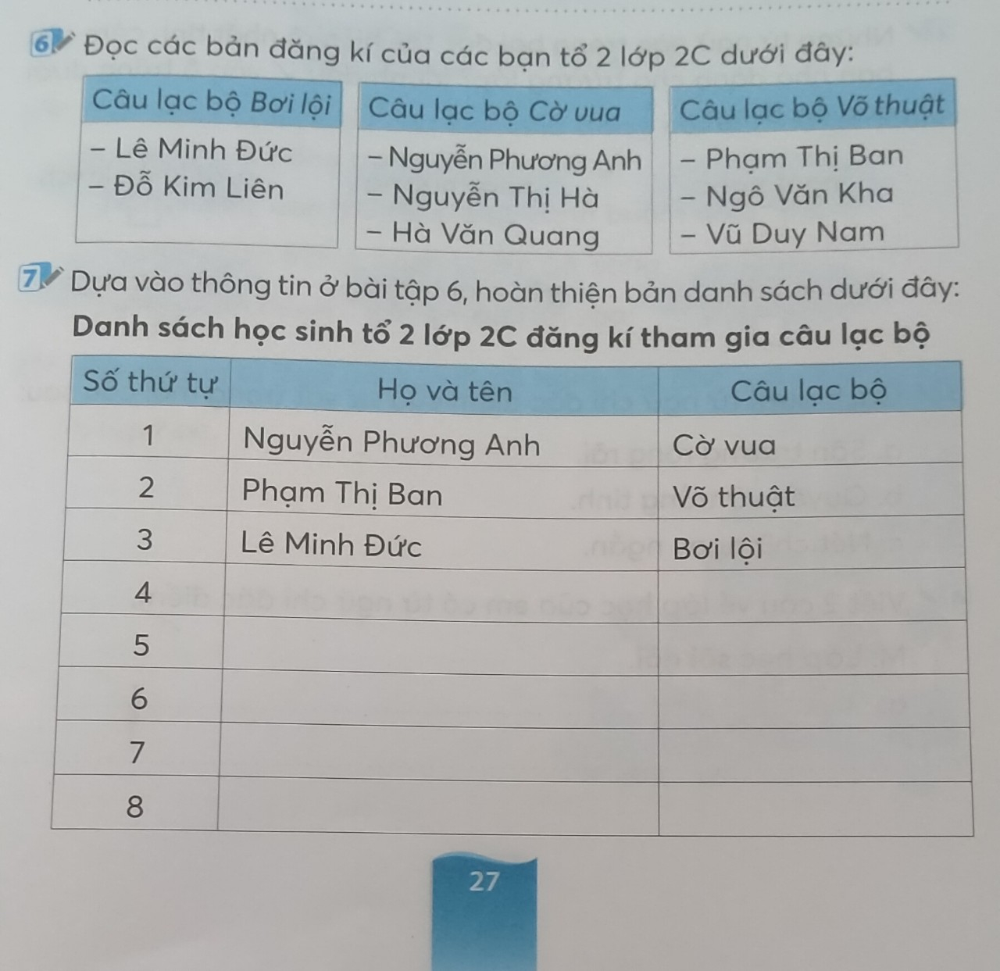 6 Đọc các bản đăng kí của các bạn tổ 2 lớp 2C dưới đây:
Câu lạc bộ Bơi lội
– Lê Minh Đức
– Đỗ Kim Liên
Câu lạc bộ Cờ vua
– Nguyễn Phương Anh
– Nguyễn Thị Hà
– Hà Văn Quang
Câu lạc bộ Võ thuật
– Phạm Thị Ban
– Ngô Văn Kha
– Vũ Duy Nam
7 Dựa vào thông tin ở bài tập 6, hoàn thiện bản danh sách dưới đây:
Danh sách học sinh tổ 2 lớp 2C đăng kí tham gia câu lạc bộ
Số thứ tự Họ và tên Câu lạc bộ
1 Nguyễn Phương Anh Cờ vua
2 Phạm Thị Ban Võ thuật
3 Lê Minh Đức Bơi lội
4
5
6
7
8
27